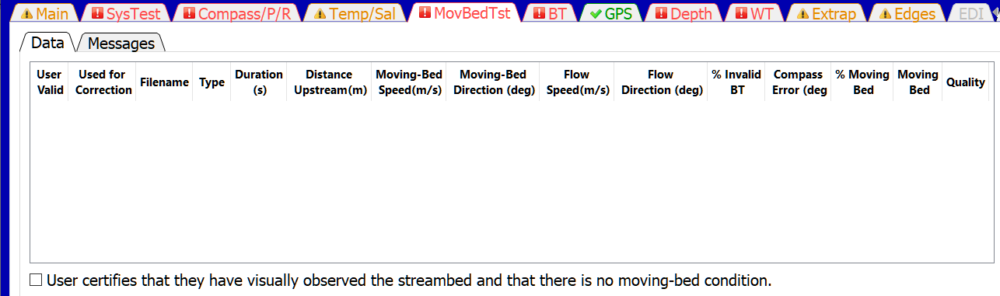 Main SysTest Compass/P/R Temp/Sal MovBedTst BT GPS Depth WT Extrap Edges EDI
Data Messages
User Valid Used for Correction Filename Type Duration (s) Distance Upstream(m) Moving-Bed Speed(m/s) Moving-Bed Direction (deg) Flow Speed(m/s) Flow Direction (deg) % Invalid BT Compass Error (deg % Moving Bed Moving Bed Quality
User certifies that they have visually observed the streambed and that there is no moving-bed condition.